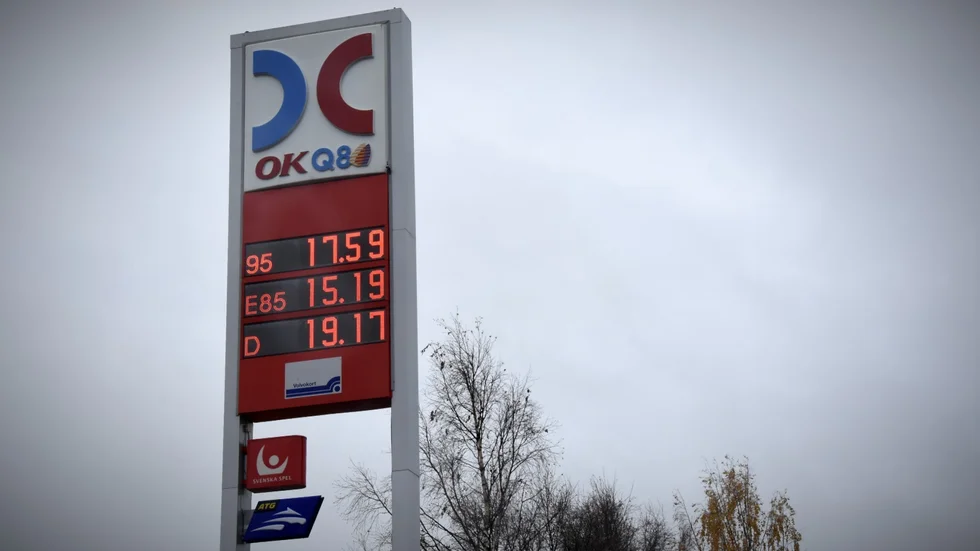 OK Q8
95 17.59
E85 15.19
D 19.17
Volvokort
SVENSKA SPEL
ATG